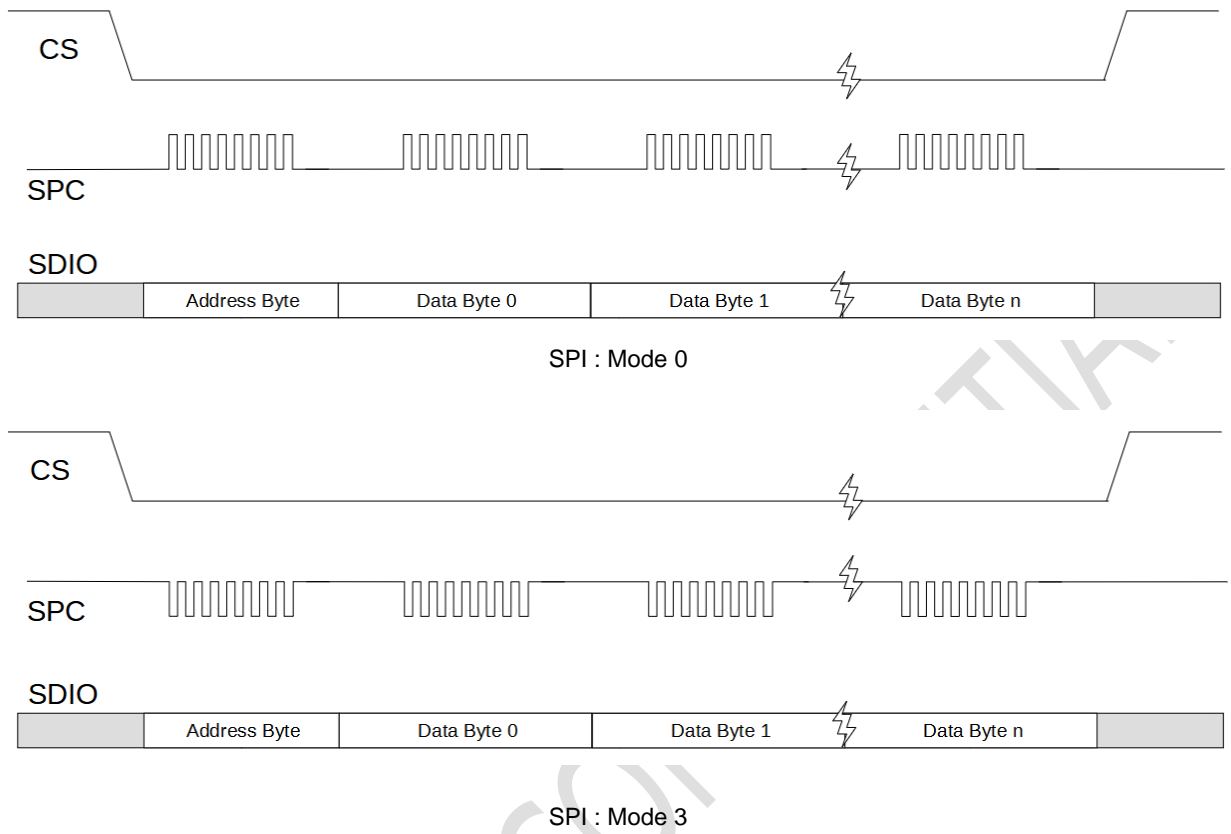 CS
SPC
SDIO
Address Byte Data Byte 0 Data Byte 1 Data Byte n
SPI : Mode 0
CS
SPC
SDIO
Address Byte Data Byte 0 Data Byte 1 Data Byte n
SPI : Mode 3